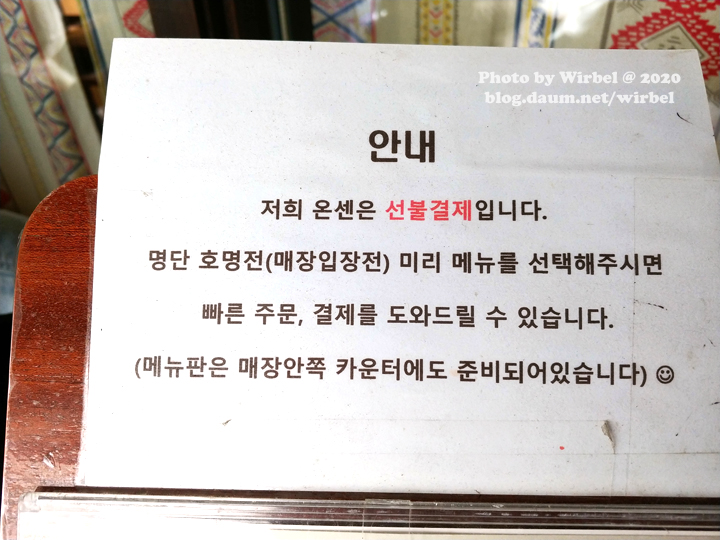 Photo by Wirbel @ 2020
blog.daum.net/wirbel
안내
저희 온센은 선불결제입니다.
명단 호명전(매장입장전) 미리 메뉴를 선택해주시면
빠른 주문, 결제를 도와드릴 수 있습니다.
(메뉴판은 매장안쪽 카운터에도 준비되어있습니다) ☺